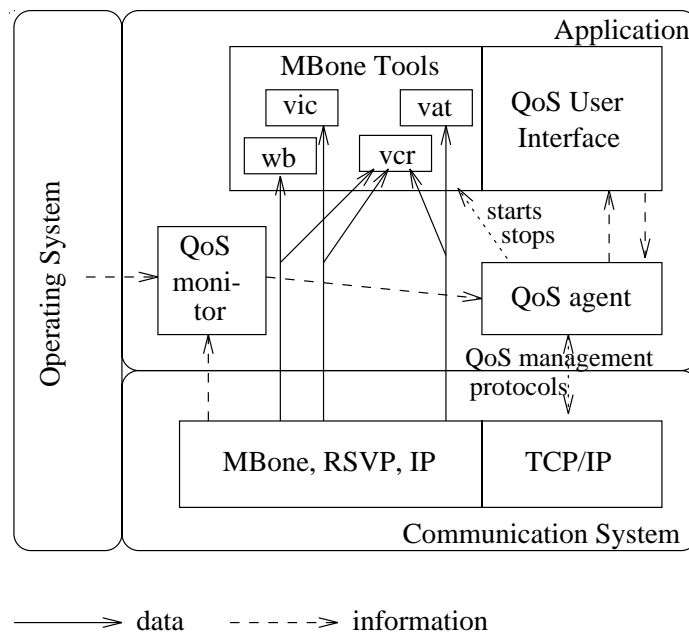 Application
MBone Tools
vic
vat
wb
vcr
QoS User
Interface
starts
stops
Operating System
QoS
moni-
tor
QoS agent
QoS management
protocols
MBone, RSVP, IP
TCP/IP
Communication System
data
information